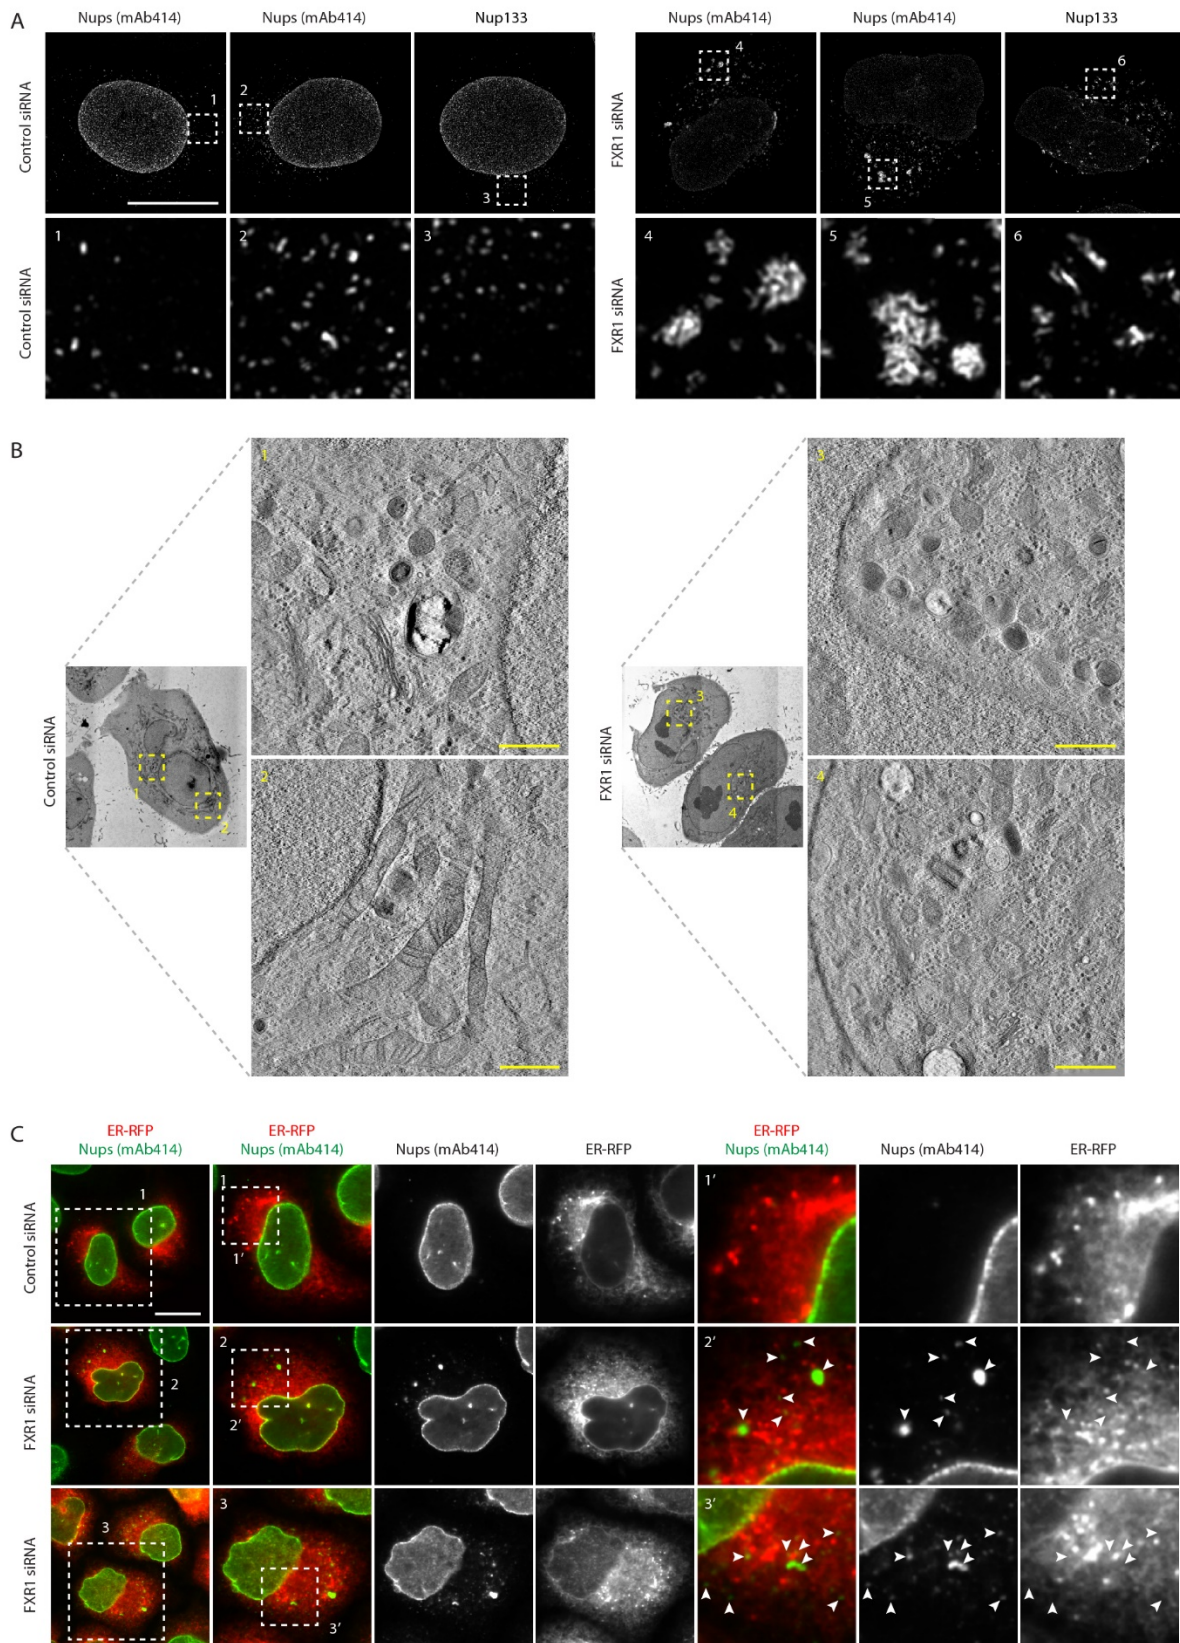 A
Nups (mAb414)
Nups (mAb414)
Nup133
Nups (mAb414)
Nups (mAb414)
Nup133
Control siRNA
1
2
3
FXR1 siRNA
4
5
6
Control siRNA
1
2
3
FXR1 siRNA
4
5
6
B
Control siRNA
1
2
1
2
FXR1 siRNA
3
4
3
4
C
ER-RFP
Nups (mAb414)
ER-RFP
Nups (mAb414)
Nups (mAb414)
ER-RFP
ER-RFP
Nups (mAb414)
Nups (mAb414)
ER-RFP
Control siRNA
1
1
1′
1′
FXR1 siRNA
2
2
2′
2′
FXR1 siRNA
3
3
3′
3′